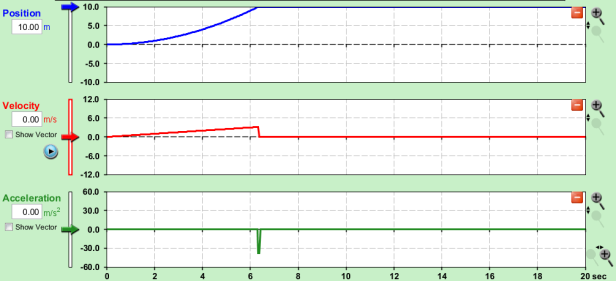 Position
10.00 m
10.0
5.0
0.0
-5.0
-10.0
Velocity
0.00 m/s
Show Vector
12.0
6.0
0.0
-6.0
-12.0
Acceleration
0.00 m/s²
Show Vector
60.0
30.0
0.0
-30.0
-60.0
0 2 4 6 8 10 12 14 16 18 20 sec